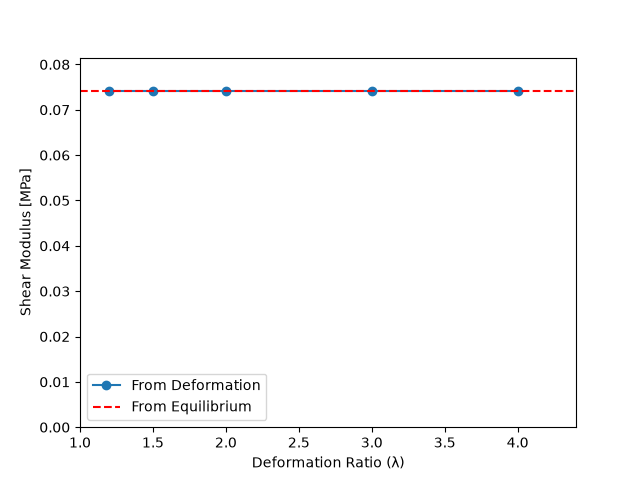 0.08
0.07
0.06
0.05
0.04
0.03
0.02
0.01
0.00
Shear Modulus [MPa]
From Deformation
From Equilibrium
1.0 1.5 2.0 2.5 3.0 3.5 4.0
Deformation Ratio (λ)